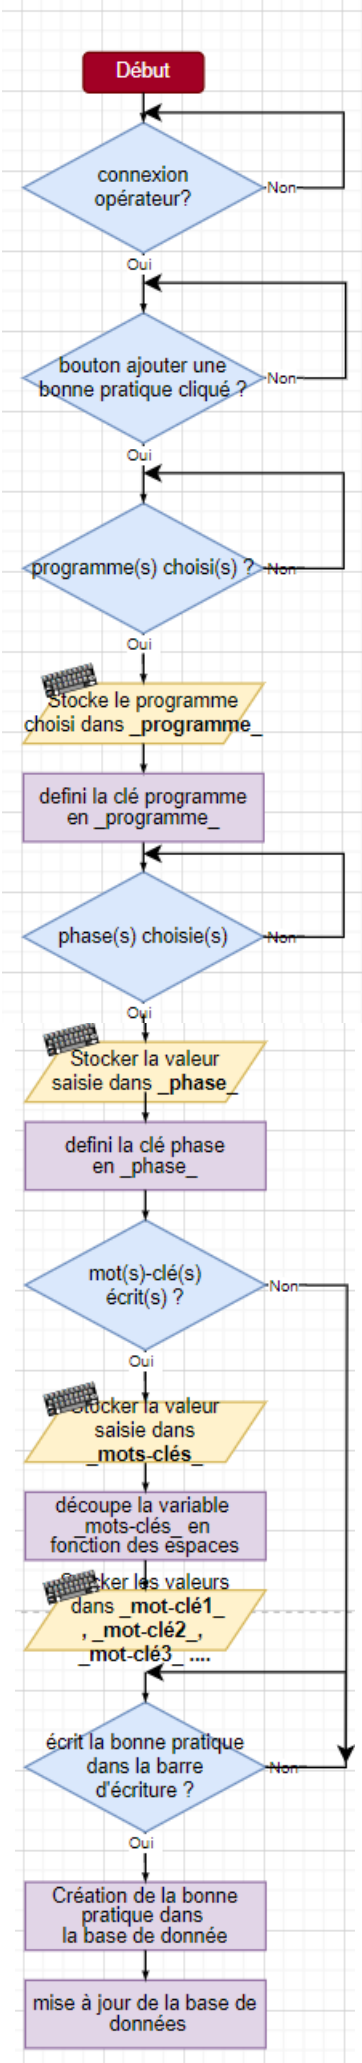 Début
connexion
opérateur?
Non
Oui
bouton ajouter une
bonne pratique cliqué ?
Non
Oui
programme(s) choisi(s) ?
Non
Oui
Stocke le programme
choisi dans _programme_
defini la clé programme
en _programme_
phase(s) choisie(s)
Non
Oui
Stocker la valeur
saisie dans _phase_
defini la clé phase
en _phase_
mot(s)-clé(s)
écrit(s) ?
Non
Oui
Stocker la valeur
saisie dans
_mots-clés_
découpe la variable
_mots-clés_ en
fonction des espaces
Stocker les valeurs
dans _mot-clé1_
, _mot-clé2_,
_mot-clé3_ ....
écrit la bonne pratique
dans la barre
d'écriture ?
Non
Oui
Création de la bonne
pratique dans
la base de donnée
mise à jour de la base de
données